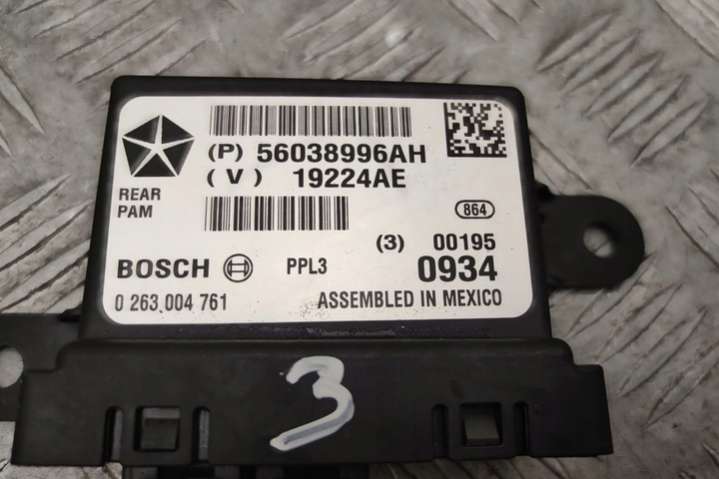 (P) 56038996AH
(V) 19224AE
REAR
PAM
864
(3) 00195
BOSCH PPL3 0934
0 263 004 761 ASSEMBLED IN MEXICO
3